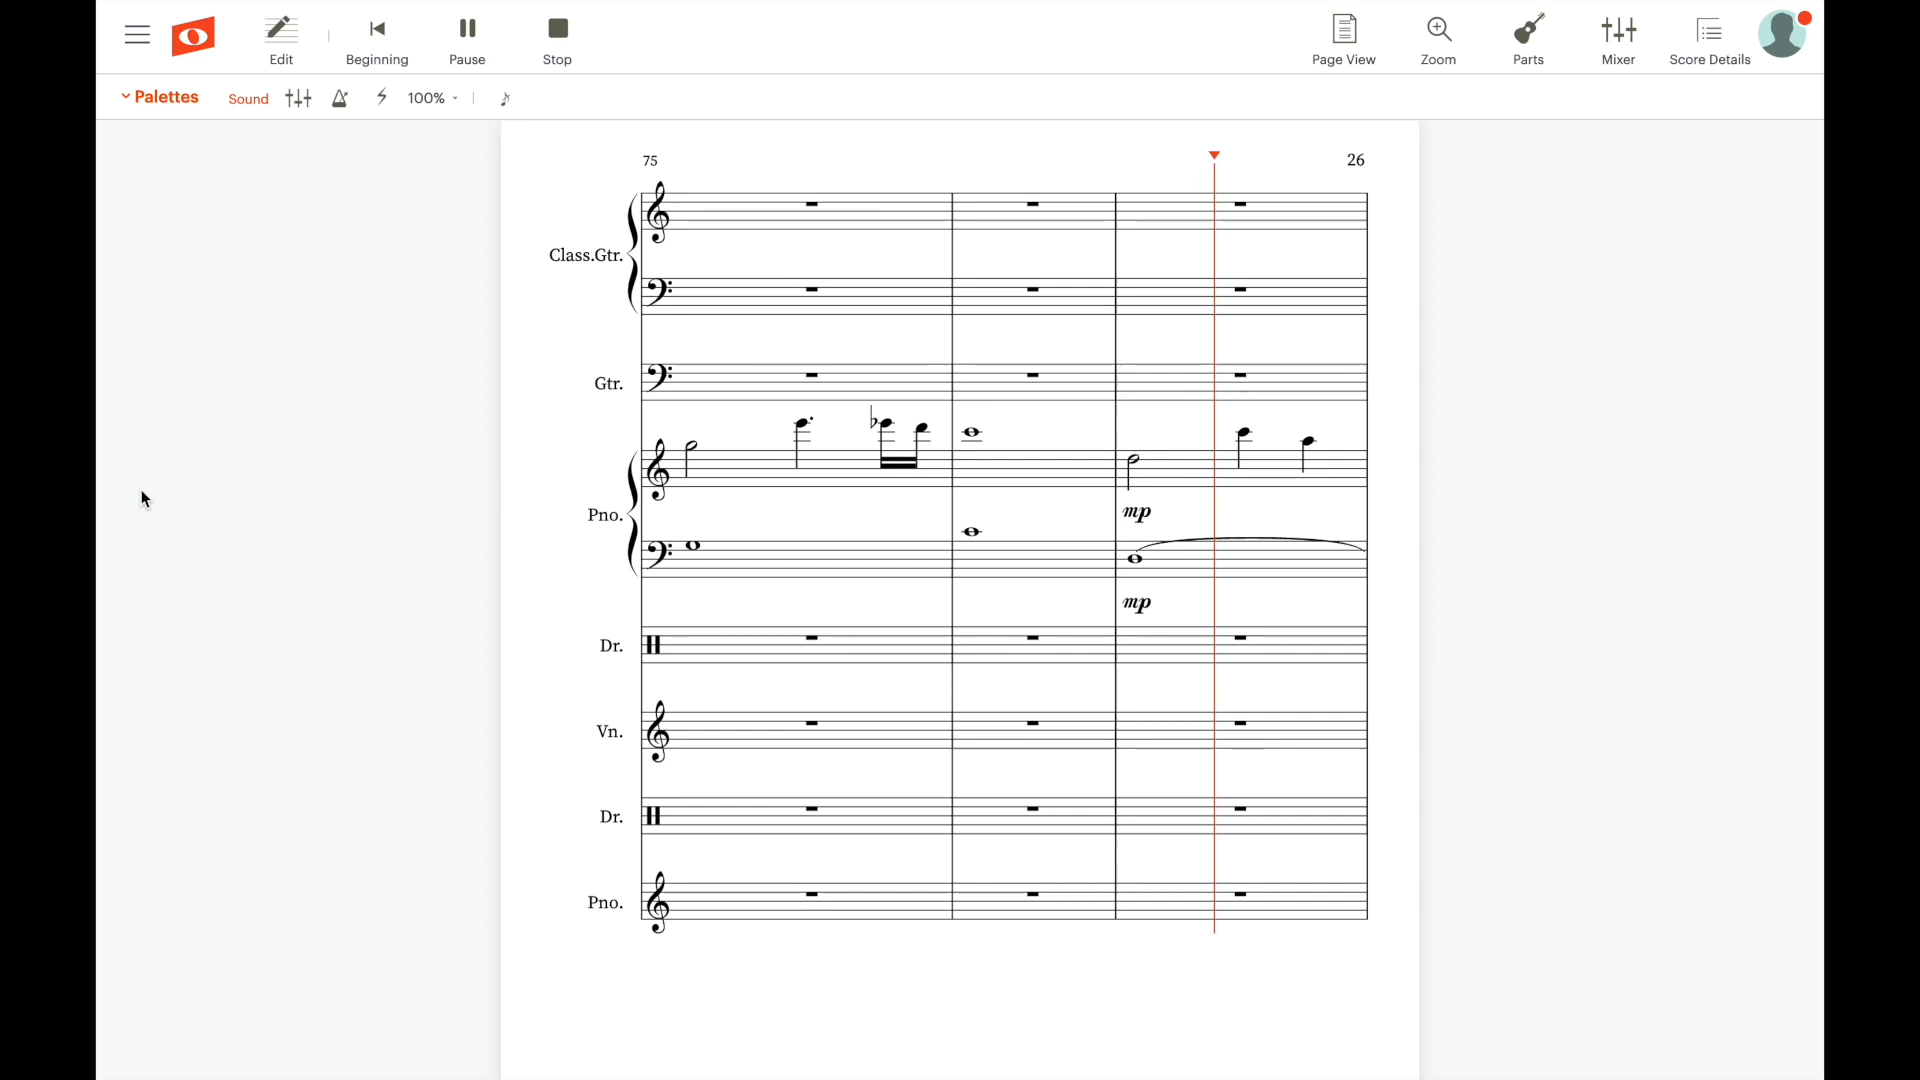 Edit
Beginning
Pause
Stop
Page View
Zoom
Parts
Mixer
Score Details
Palettes
Sound
100%
75
26
Class.Gtr.
Gtr.
Pno.
mp
mp
Dr.
Vn.
Dr.
Pno.